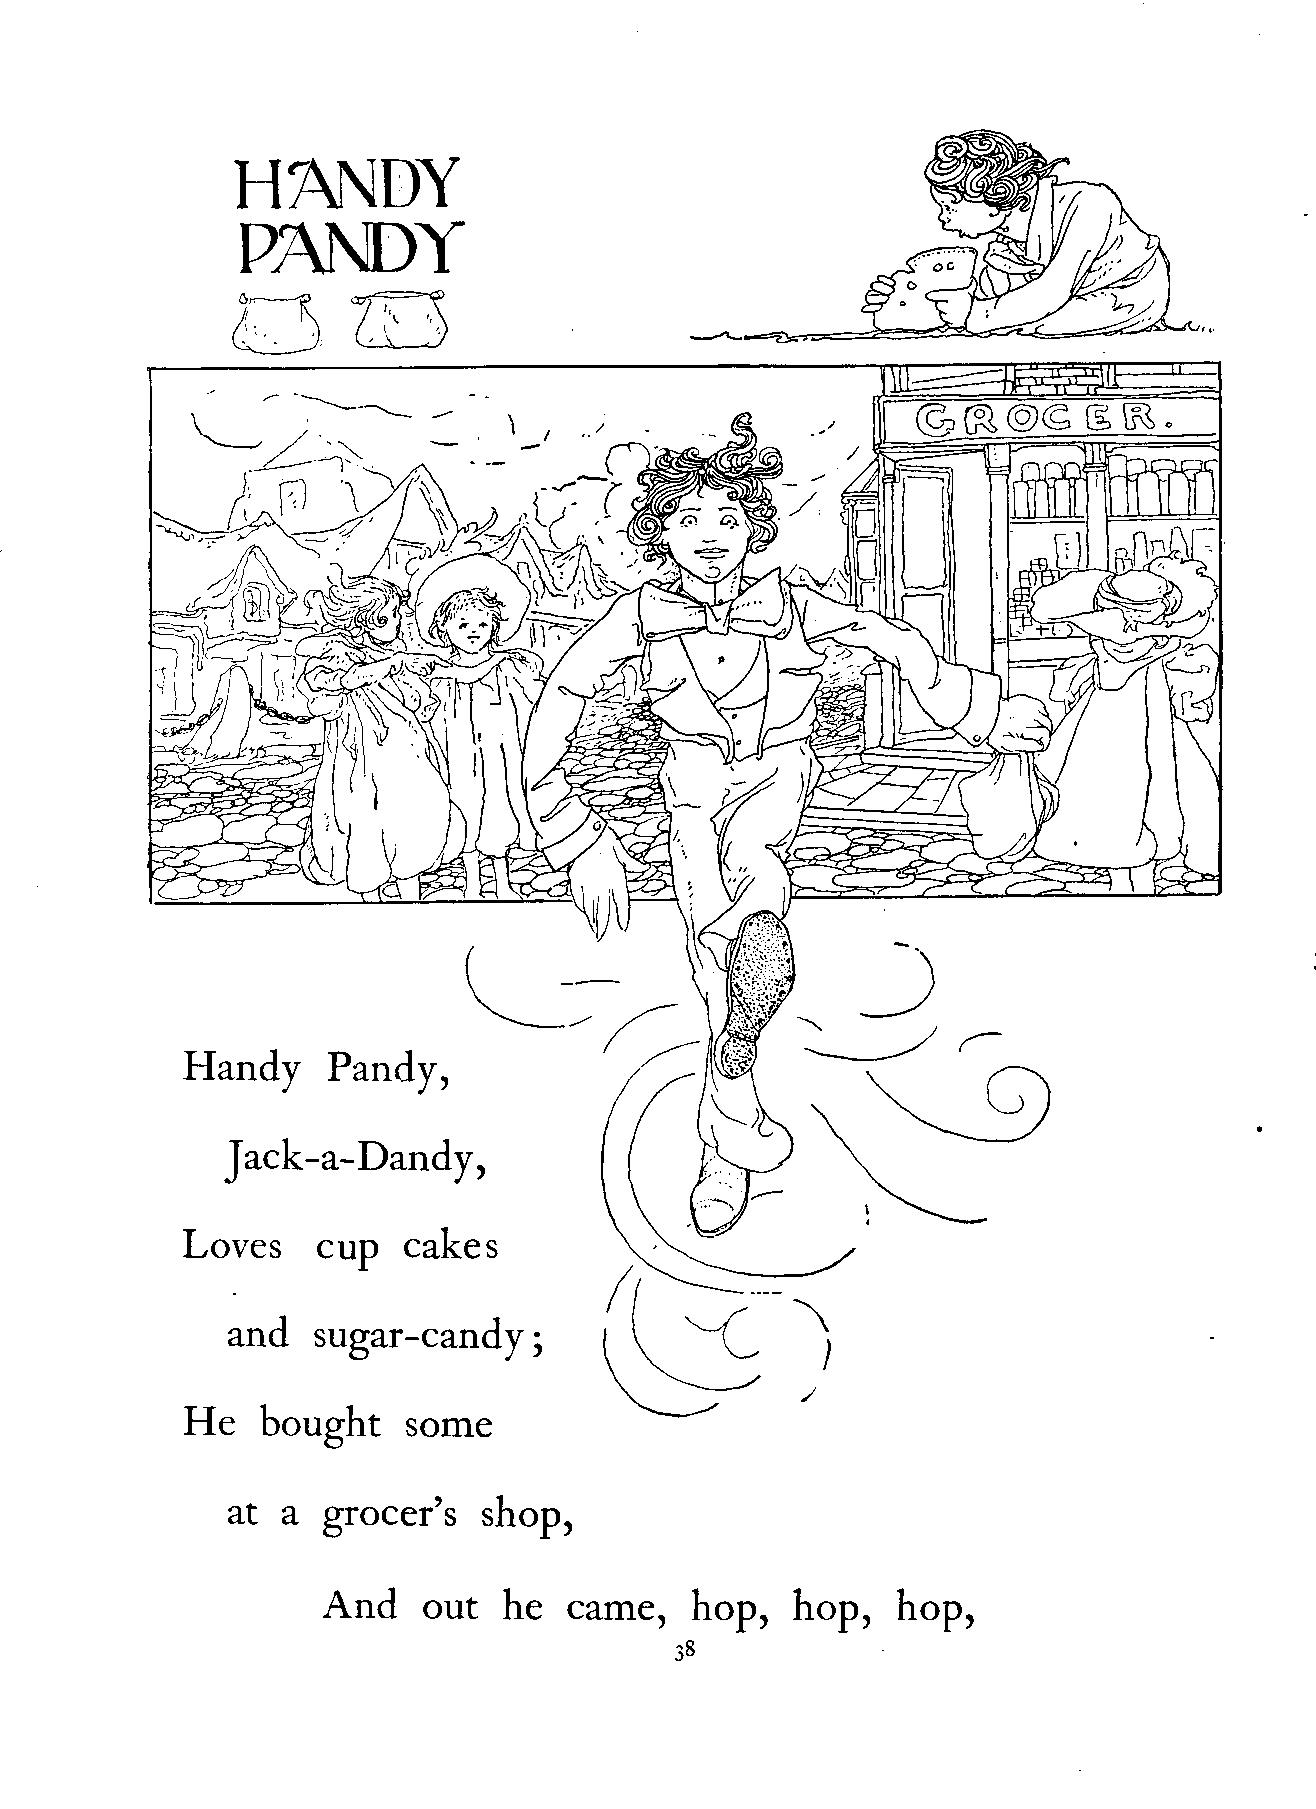 HANDY
PANDY
GROCER.
Handy Pandy,
Jack-a-Dandy,
Loves cup cakes
and sugar-candy;
He bought some
at a grocer's shop,
And out he came, hop, hop, hop,
38